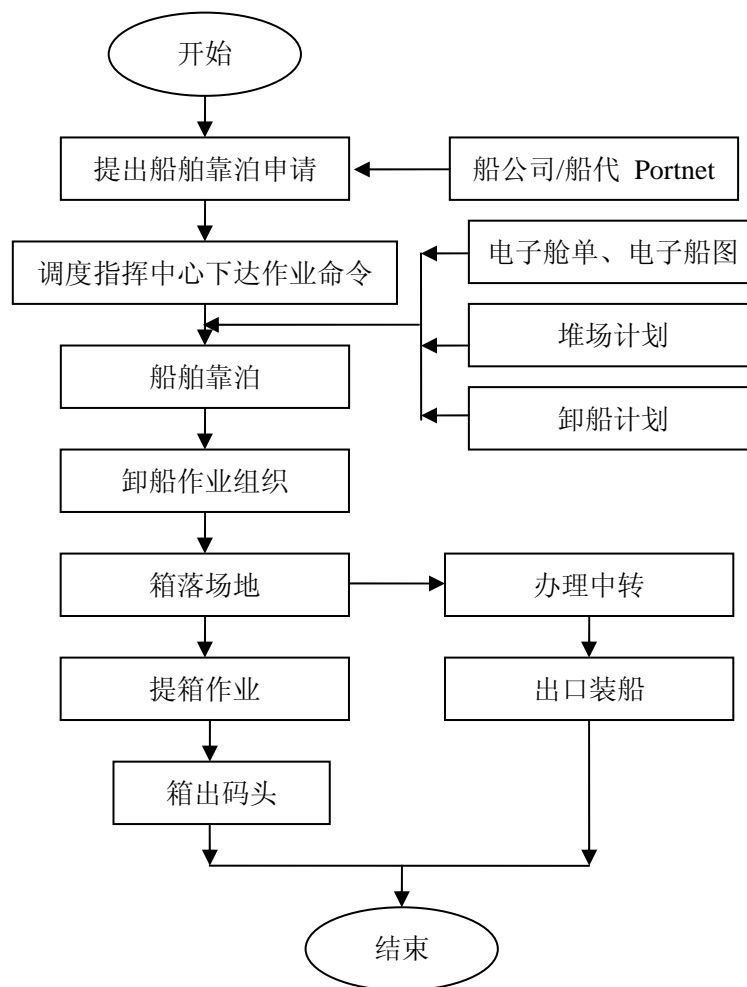 开始
提出船舶靠泊申请
船公司/船代 Portnet
调度指挥中心下达作业命令
电子舱单、电子船图
堆场计划
船舶靠泊
卸船计划
卸船作业组织
箱落场地
办理中转
提箱作业
出口装船
箱出码头
结束